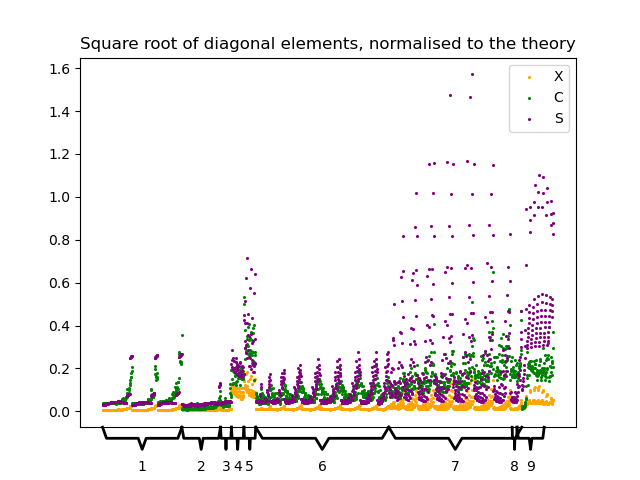 Square root of diagonal elements, normalised to the theory
1.6
1.4
1.2
1.0
0.8
0.6
0.4
0.2
0.0
X
C
S
1 2 3 4 5 6 7 8 9